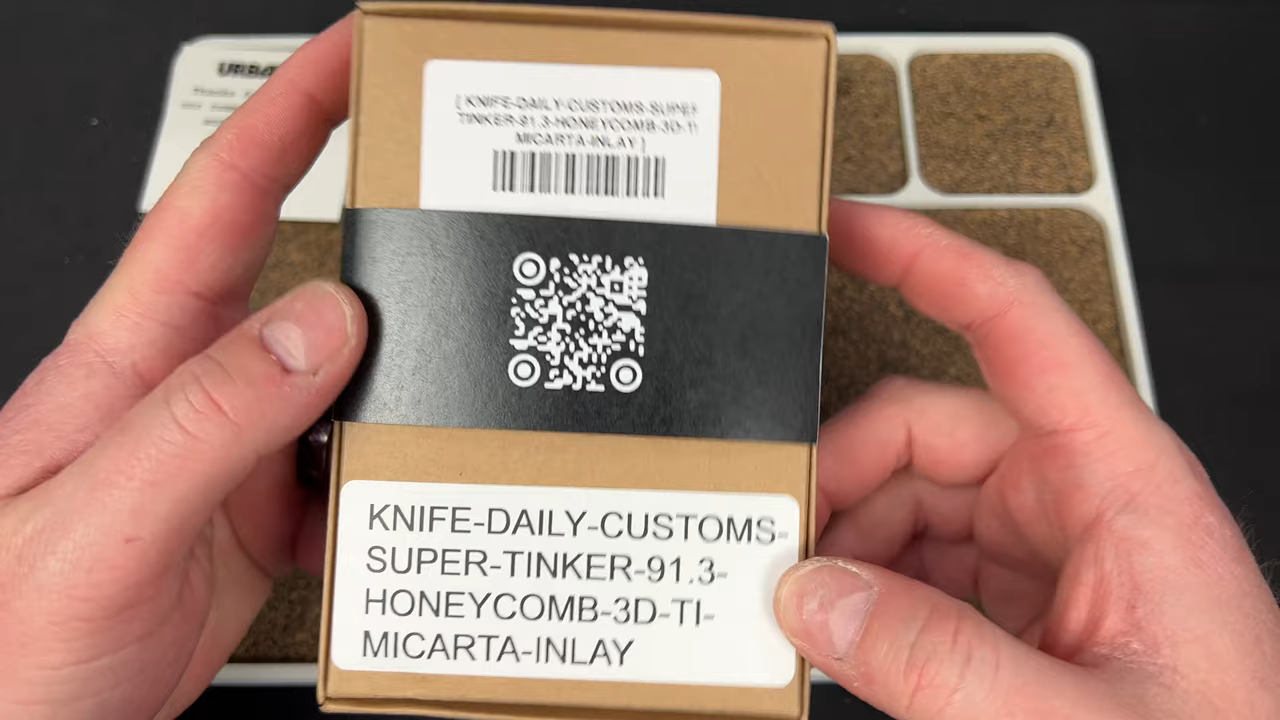 [ KNIFE-DAILY-CUSTOMS-SUPER
TINKER-91.3-HONEYCOMB-3D-TI
MICARTA-INLAY ]
KNIFE-DAILY-CUSTOMS-
SUPER-TINKER-91.3-
HONEYCOMB-3D-TI-
MICARTA-INLAY